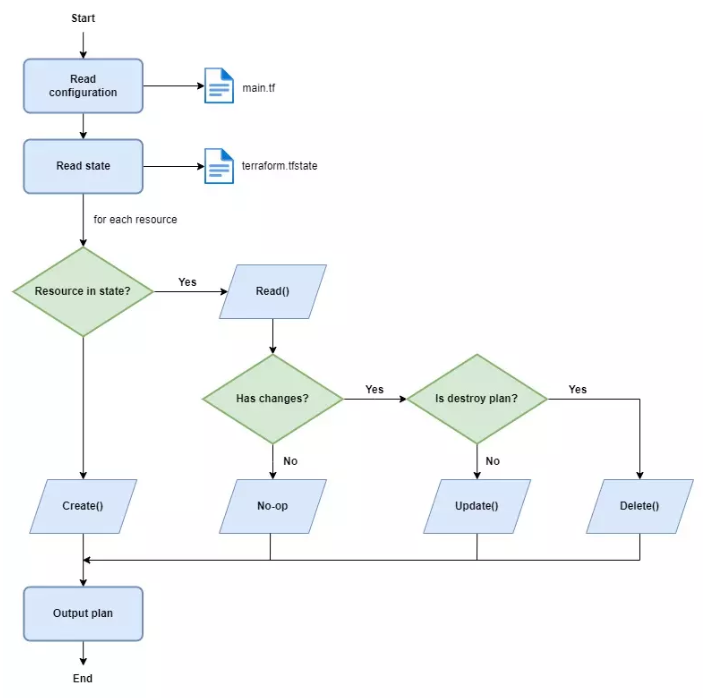 Start
Read
configuration
main.tf
Read state
terraform.tfstate
for each resource
Resource in state?
Yes
Read()
Has changes?
Yes
Is destroy plan?
Yes
No
No
Create()
No-op
Update()
Delete()
Output plan
End